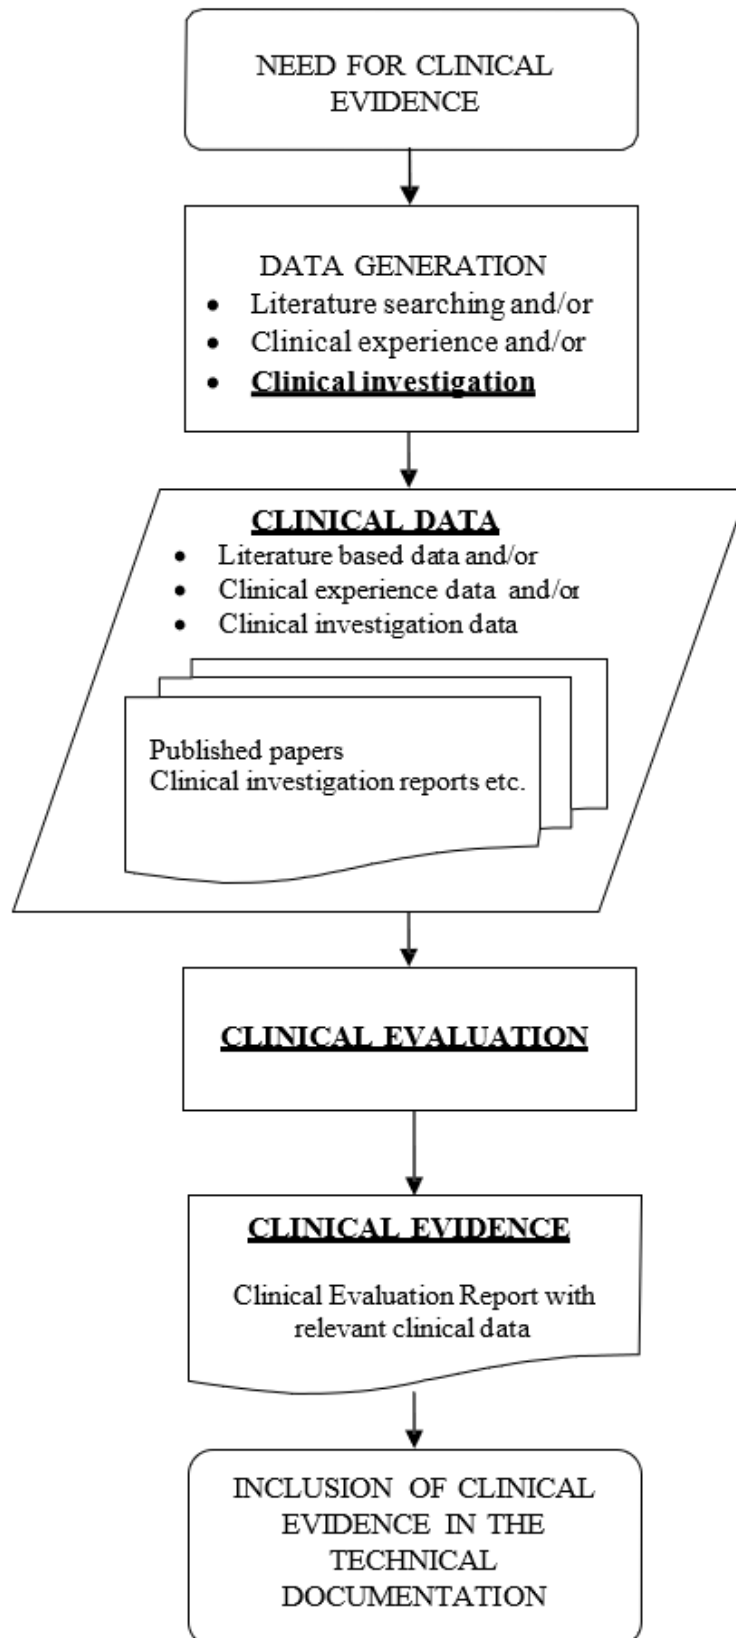 NEED FOR CLINICAL
EVIDENCE
DATA GENERATION
• Literature searching and/or
• Clinical experience and/or
• Clinical investigation
CLINICAL DATA
• Literature based data and/or
• Clinical experience data and/or
• Clinical investigation data
Published papers
Clinical investigation reports etc.
CLINICAL EVALUATION
CLINICAL EVIDENCE
Clinical Evaluation Report with
relevant clinical data
INCLUSION OF CLINICAL
EVIDENCE IN THE
TECHNICAL
DOCUMENTATION